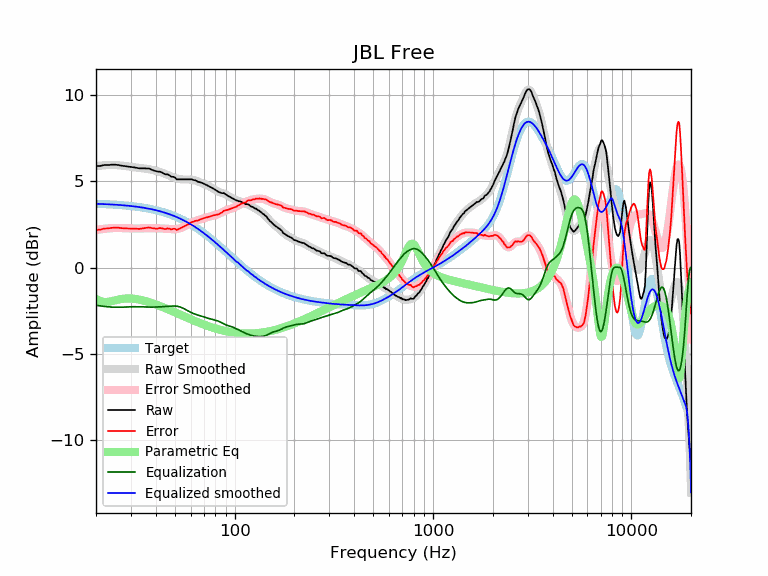 JBL Free
10
5
0
−5
−10
Amplitude (dBr)
Target
Raw Smoothed
Error Smoothed
Raw
Error
Parametric Eq
Equalization
Equalized smoothed
100
1000
10000
Frequency (Hz)